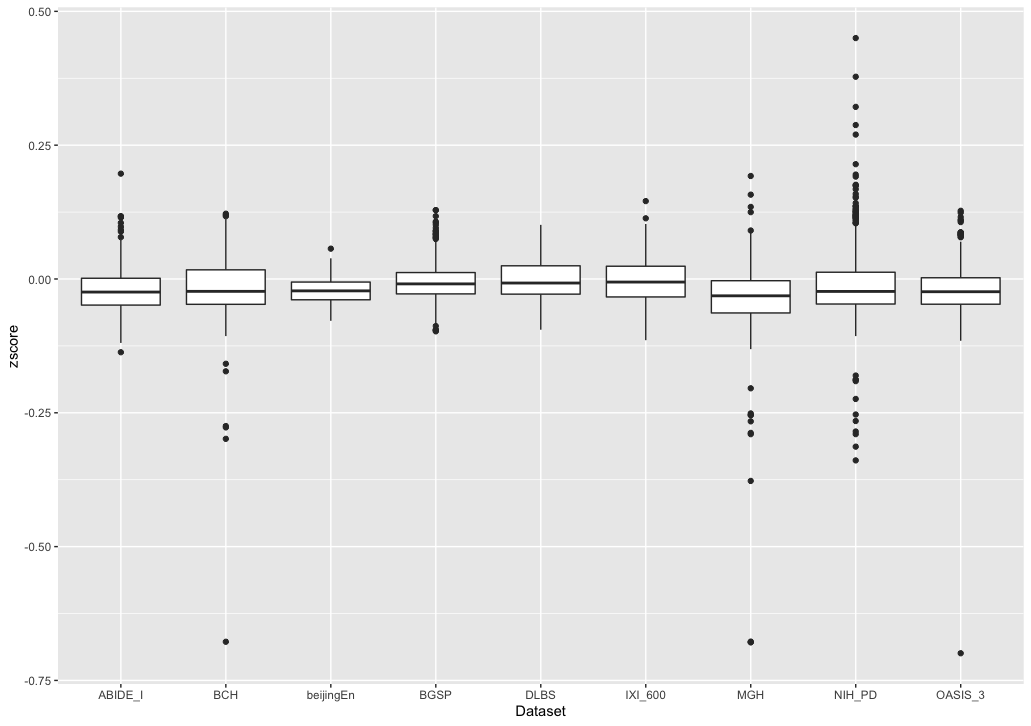 0.50
0.25
0.00
-0.25
-0.50
-0.75
zscore
ABIDE_I BCH beijingEn BGSP DLBS IXI_600 MGH NIH_PD OASIS_3
Dataset